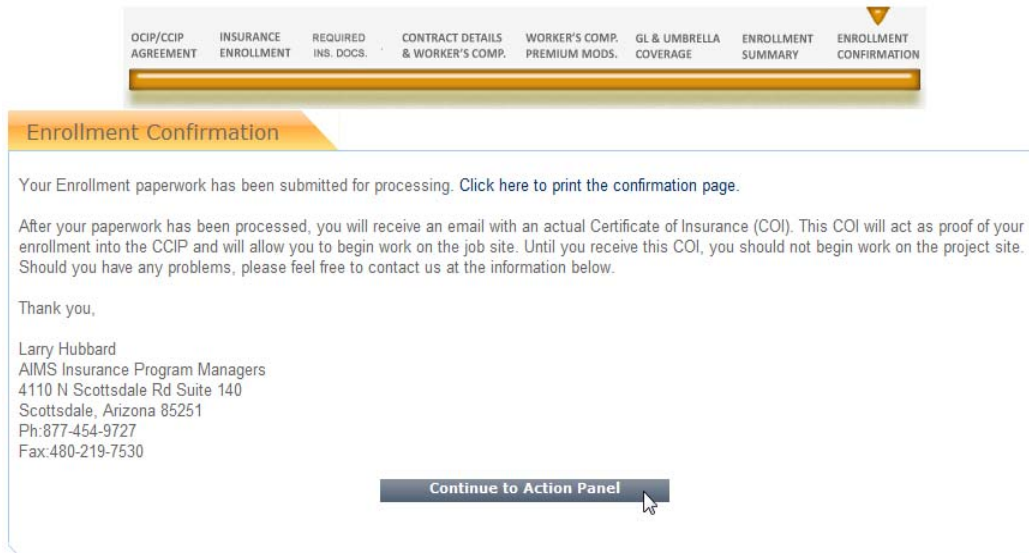 OCIP/CCIP AGREEMENT
INSURANCE ENROLLMENT
REQUIRED INS. DOCS.
CONTRACT DETAILS & WORKER'S COMP.
WORKER'S COMP. PREMIUM MODS.
GL & UMBRELLA COVERAGE
ENROLLMENT SUMMARY
ENROLLMENT CONFIRMATION
Enrollment Confirmation
Your Enrollment paperwork has been submitted for processing. Click here to print the confirmation page.
After your paperwork has been processed, you will receive an email with an actual Certificate of Insurance (COI). This COI will act as proof of your
enrollment into the CCIP and will allow you to begin work on the job site. Until you receive this COI, you should not begin work on the project site.
Should you have any problems, please feel free to contact us at the information below.
Thank you,
Larry Hubbard
AIMS Insurance Program Managers
4110 N Scottsdale Rd Suite 140
Scottsdale, Arizona 85251
Ph:877-454-9727
Fax:480-219-7530
Continue to Action Panel